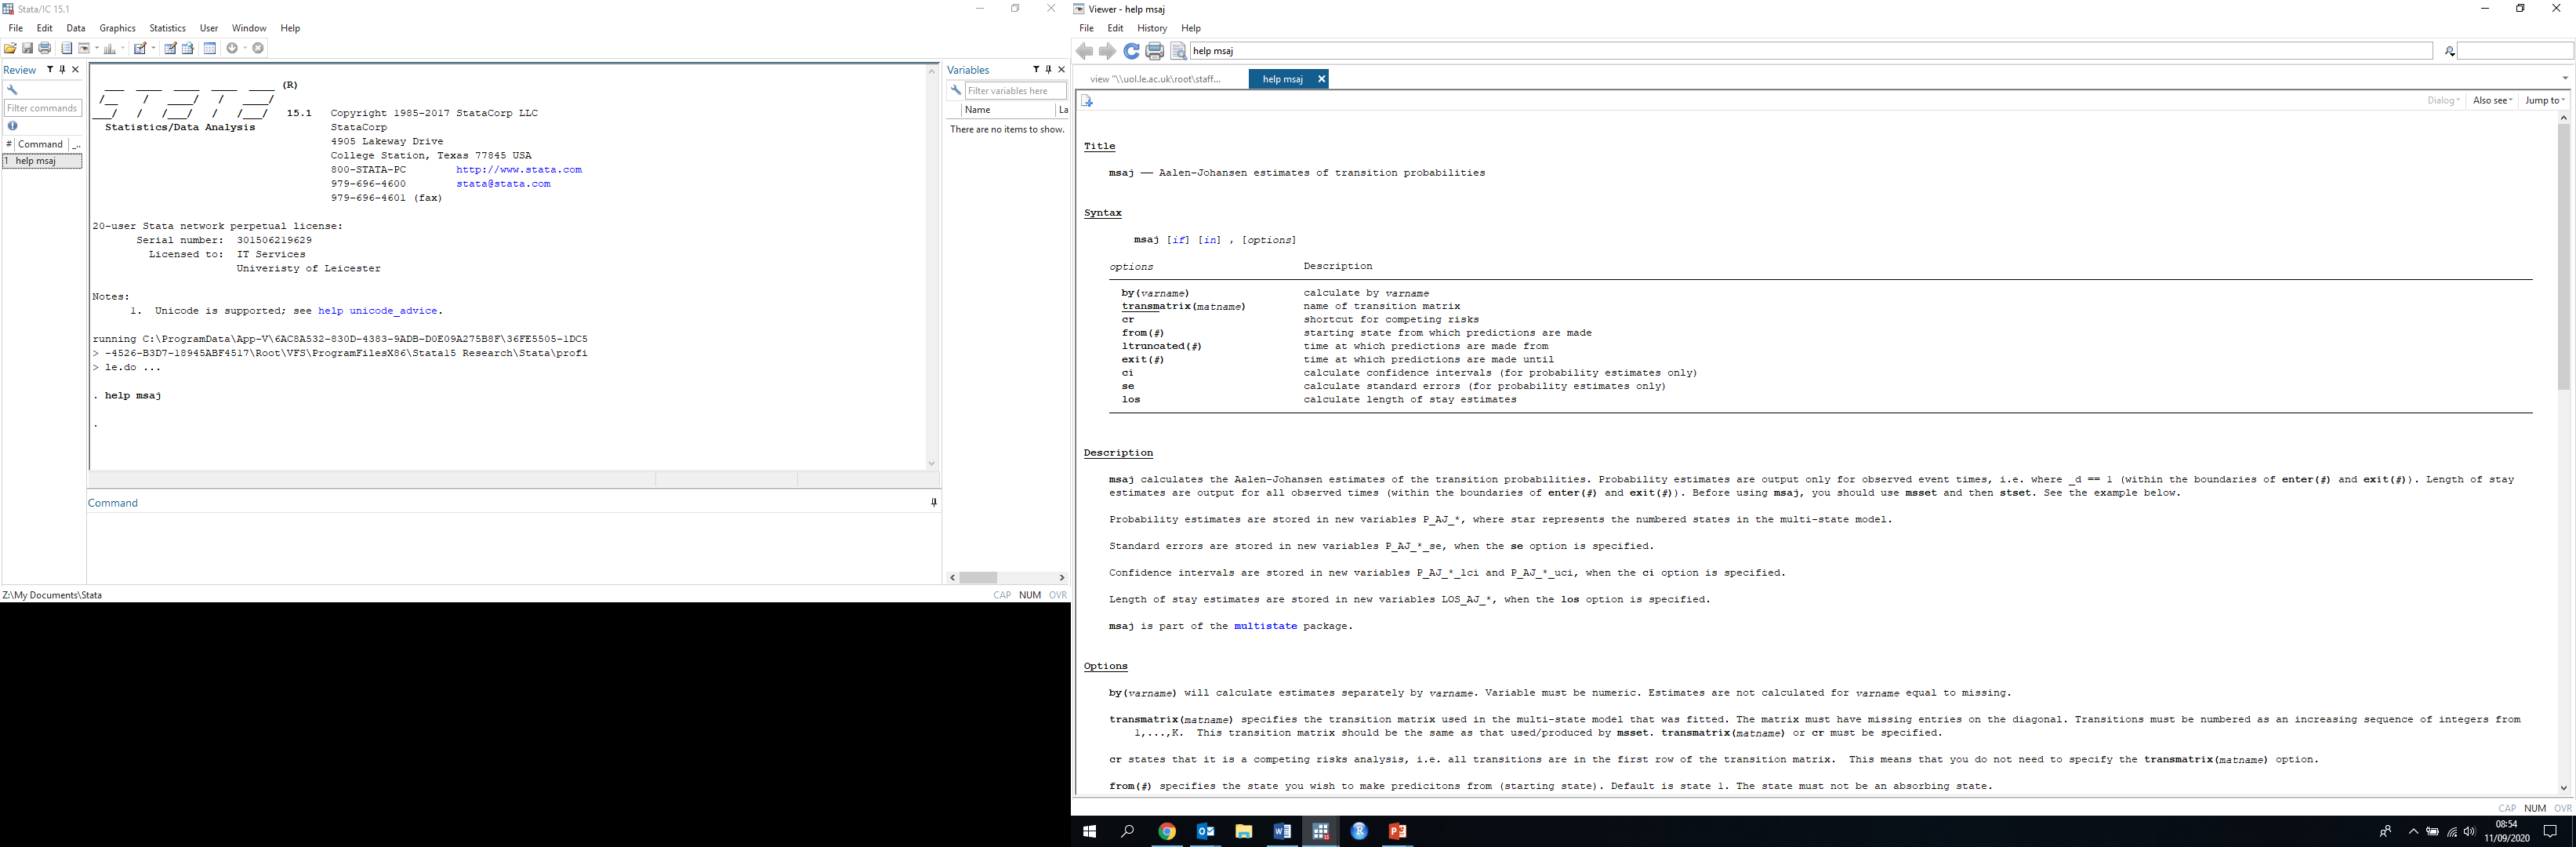 Stata/IC 15.1
File Edit Data Graphics Statistics User Window Help
Review
Filter commands
# Command _..
1 help msaj
(R)
15.1 Copyright 1985-2017 StataCorp LLC
Statistics/Data Analysis StataCorp
4905 Lakeway Drive
College Station, Texas 77845 USA
800-STATA-PC http://www.stata.com
979-696-4600 stata@stata.com
979-696-4601 (fax)
20-user Stata network perpetual license:
Serial number: 301506219629
Licensed to: IT Services
Univeristy of Leicester
Notes:
1. Unicode is supported; see help unicode_advice.
running C:\ProgramData\App-V\6AC8A532-830D-4383-9ADB-D0E09A275B8F\36FE5505-1DC5
> -4526-B3D7-18945ABF4517\Root\VFS\ProgramFilesX86\Stata15 Research\Stata\profi
> le.do ...
. help msaj
.
Command
Variables
Filter variables here
Name La
There are no items to show.
Z:\My Documents\Stata
CAP NUM OVR
Viewer - help msaj
File Edit History Help
help msaj
view "\\uol.le.ac.uk\root\staff...
help msaj
Dialog Also see Jump to
Title
msaj — Aalen-Johansen estimates of transition probabilities
Syntax
msaj [if] [in] , [options]
options Description
by(varname) calculate by varname
transmatrix(matname) name of transition matrix
cr shortcut for competing risks
from(#) starting state from which predictions are made
ltruncated(#) time at which predictions are made from
exit(#) time at which predictions are made until
ci calculate confidence intervals (for probability estimates only)
se calculate standard errors (for probability estimates only)
los calculate length of stay estimates
Description
msaj calculates the Aalen-Johansen estimates of the transition probabilities. Probability estimates are output only for observed event times, i.e. where _d == 1 (within the boundaries of enter(#) and exit(#)). Length of stay
estimates are output for all observed times (within the boundaries of enter(#) and exit(#)). Before using msaj, you should use msset and then stset. See the example below.
Probability estimates are stored in new variables P_AJ_*, where star represents the numbered states in the multi-state model.
Standard errors are stored in new variables P_AJ_*_se, when the se option is specified.
Confidence intervals are stored in new variables P_AJ_*_lci and P_AJ_*_uci, when the ci option is specified.
Length of stay estimates are stored in new variables LOS_AJ_*, when the los option is specified.
msaj is part of the multistate package.
Options
by(varname) will calculate estimates separately by varname. Variable must be numeric. Estimates are not calculated for varname equal to missing.
transmatrix(matname) specifies the transition matrix used in the multi-state model that was fitted. The matrix must have missing entries on the diagonal. Transitions must be numbered as an increasing sequence of integers from
1,...,K. This transition matrix should be the same as that used/produced by msset. transmatrix(matname) or cr must be specified.
cr states that it is a competing risks analysis, i.e. all transitions are in the first row of the transition matrix. This means that you do not need to specify the transmatrix(matname) option.
from(#) specifies the state you wish to make predicitons from (starting state). Default is state 1. The state must not be an absorbing state.
CAP NUM OVR
08:54
11/09/2020